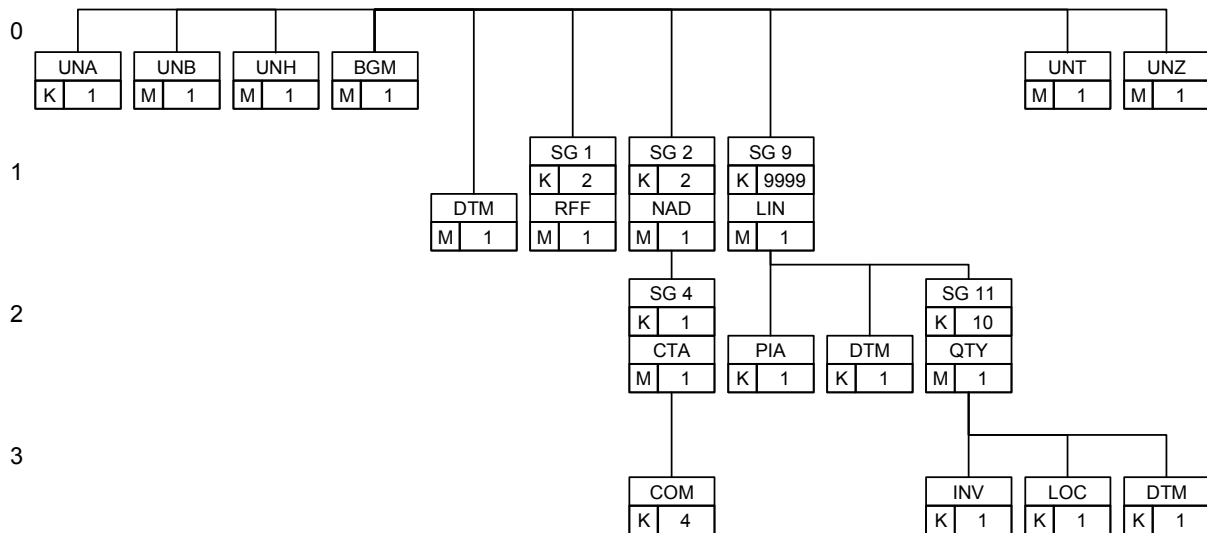 0
UNA UNB UNH BGM UNT UNZ
K 1 M 1 M 1 M 1 M 1 M 1
SG 1 SG 2 SG 9
1
K 2 K 2 K 9999
DTM RFF NAD LIN
M 1 M 1 M 1 M 1
SG 4 SG 11
2
K 1 K 10
CTA PIA DTM QTY
M 1 K 1 K 1 M 1
3
COM INV LOC DTM
K 4 K 1 K 1 K 1